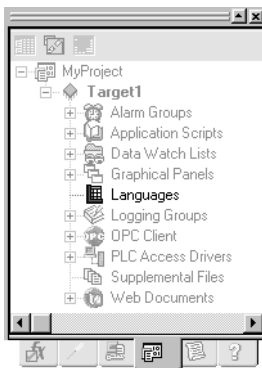 MyProject
Target1
Alarm Groups
Application Scripts
Data Watch Lists
Graphical Panels
Languages
Logging Groups
OPC Client
PLC Access Drivers
Supplemental Files
Web Documents